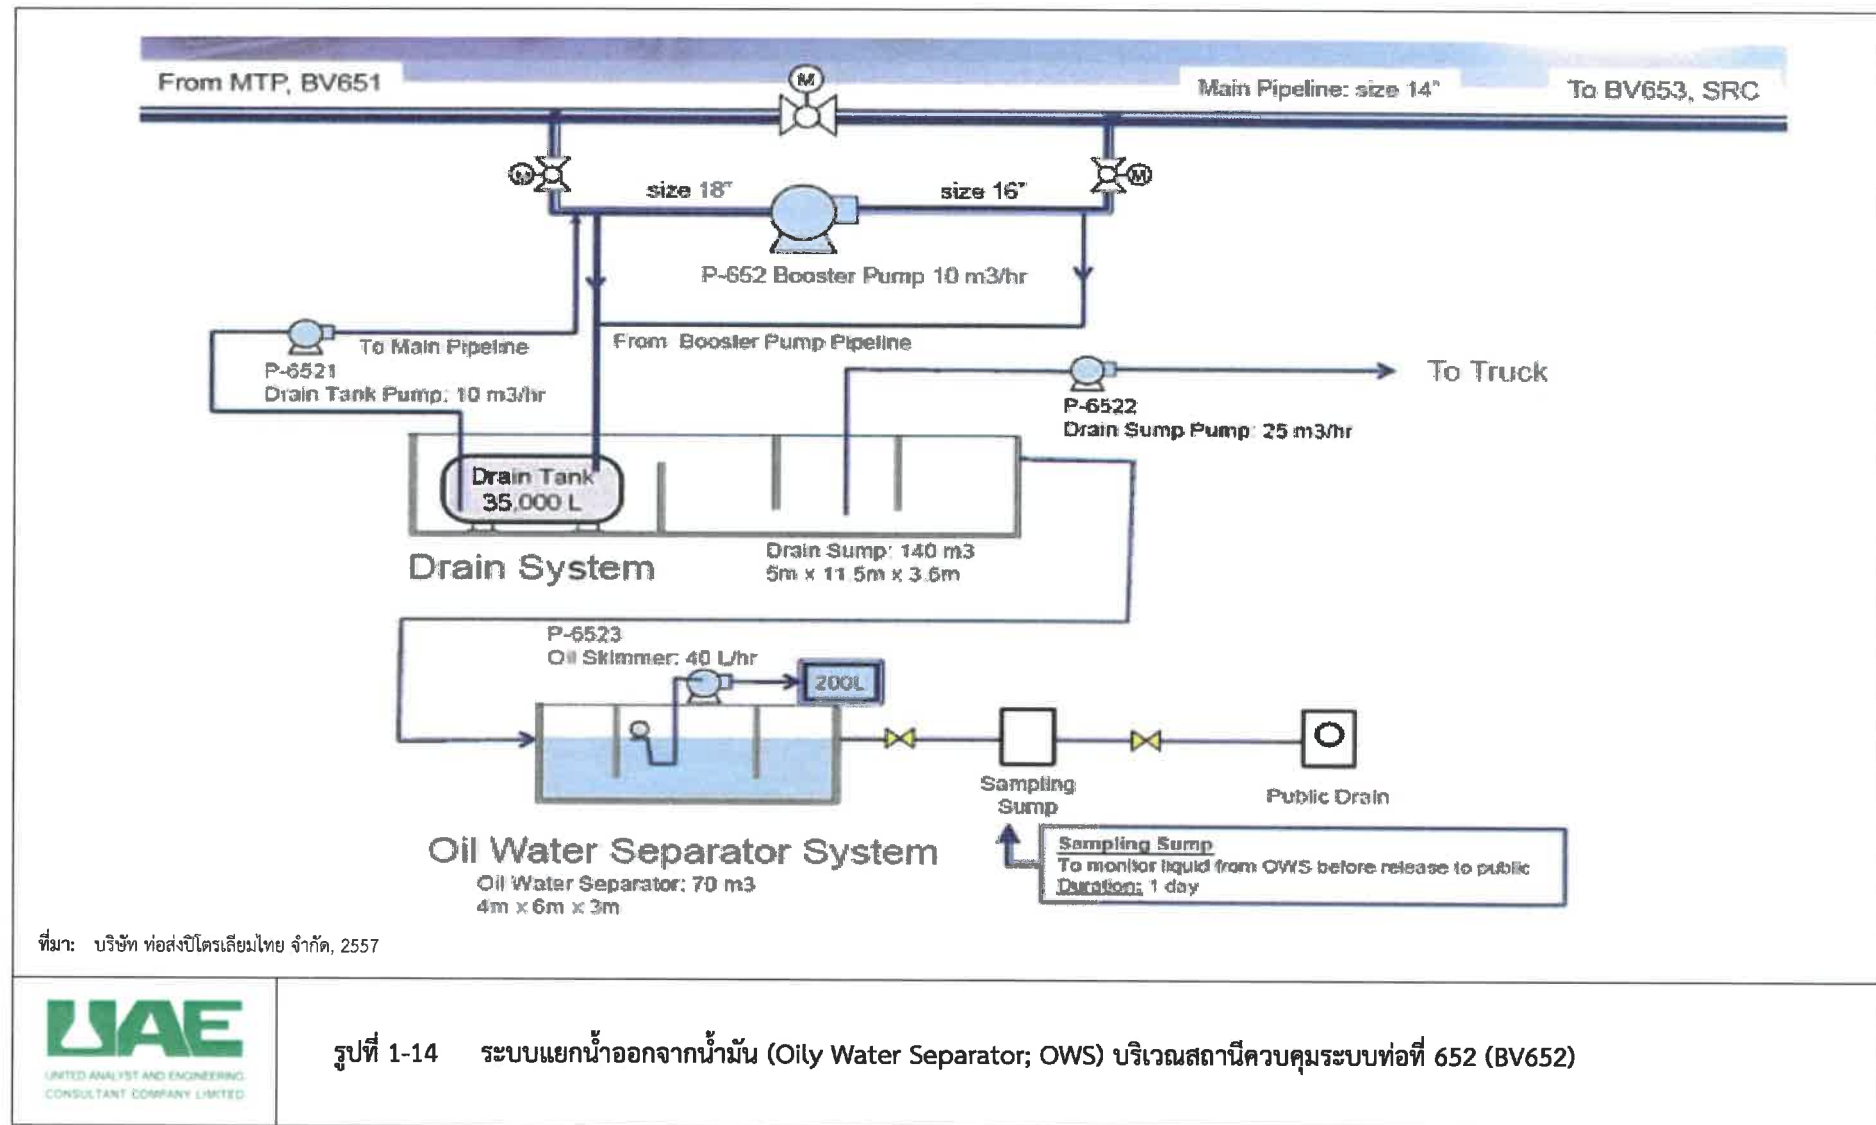 From MTP, BV651
M
Main Pipeline: size 14"
To BV653, SRC
M
size 18"
size 16"
M
P-652 Booster Pump 10 m3/hr
To Main Pipeline
From Booster Pump Pipeline
P-6521
Drain Tank Pump: 10 m3/hr
To Truck
P-6522
Drain Sump Pump: 25 m3/hr
Drain Tank
35,000 L
Drain System
Drain Sump: 140 m3
5m x 11.5m x 3.6m
P-6523
Oil Skimmer: 40 L/hr
200L
Sampling
Sump
Public Drain
Oil Water Separator System
Oil Water Separator: 70 m3
4m x 6m x 3m
Sampling Sump
To monitor liquid from OWS before release to public
Duration: 1 day
ที่มา: บริษัท ท่อส่งปิโตรเลียมไทย จำกัด, 2557
UAE
UNITED ANALYST AND ENGINEERING
CONSULTANT COMPANY LIMITED
รูปที่ 1-14 ระบบแยกน้ำออกจากน้ำมัน (Oily Water Separator; OWS) บริเวณสถานีควบคุมระบบท่อที่ 652 (BV652)